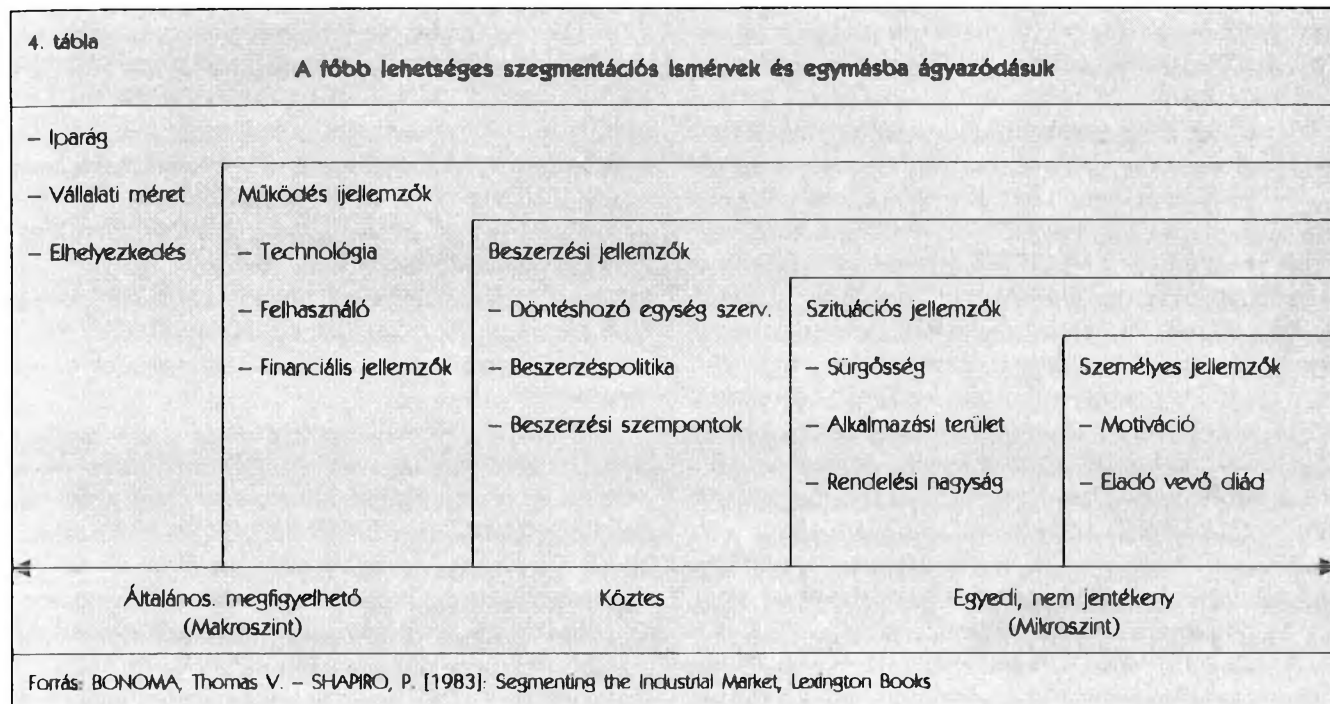 4. tábla
A főbb lehetséges szegmentációs ismérvek és egymásba ágyazódásuk
– Iparág
– Vállalati méret
– Elhelyezkedés
Működés ijellemzők
– Technológia
– Felhasználó
– Financiális jellemzők
Beszerzési jellemzők
– Döntéshozó egység szerv.
– Beszerzéspolitika
– Beszerzési szempontok
Szituációs jellemzők
– Sürgősség
– Alkalmazási terület
– Rendelési nagyság
Személyes jellemzők
– Motiváció
– Eladó vevő diád
Általános. megfigyelhető
(Makroszint)
Köztes
Egyedi, nem jentékeny
(Mikroszint)
Forrás: BONOMA, Thomas V. – SHAPIRO, P. [1983]: Segmenting the Industrial Market, Lexington Books